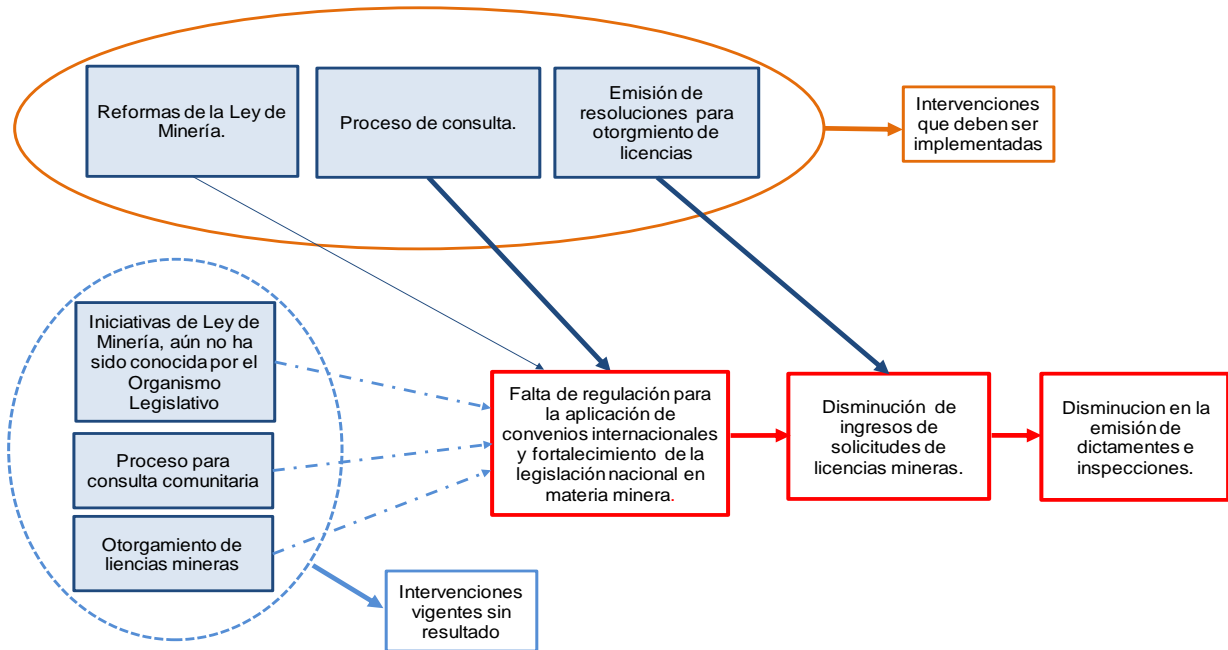 Reformas de la Ley de
Minería.
Proceso de consulta.
Emisión de
resoluciones para
otorgmiento de
licencias
Intervenciones
que deben ser
implementadas
Iniciativas de Ley de
Minería, aún no ha
sido conocida por el
Organismo
Legislativo
Proceso para
consulta comunitaria
Otorgamiento de
liencias mineras
Intervenciones
vigentes sin
resultado
Falta de regulación para
la aplicación de
convenios internacionales
y fortalecimiento de la
legislación nacional en
materia minera.
Disminución de
ingresos de
solicitudes de
licencias mineras.
Disminucion en la
emisión de
dictamentes e
inspecciones.